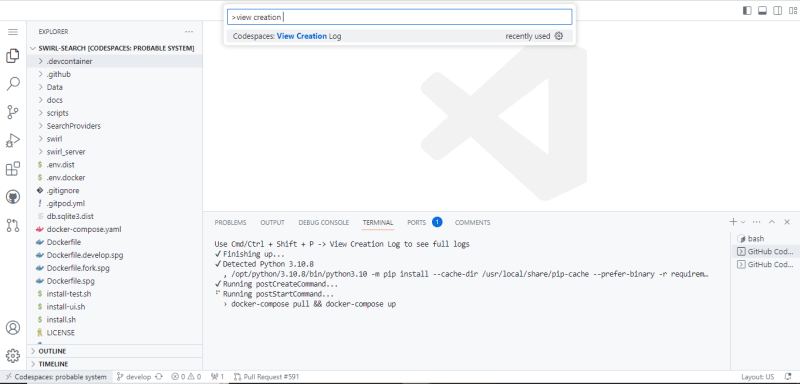 >view creation
Codespaces: View Creation Log recently used
EXPLORER
SWIRL-SEARCH [CODESPACES: PROBABLE SYSTEM]
.devcontainer
.github
Data
docs
scripts
SearchProviders
swirl
swirl_server
.env.dist
.env.docker
.gitignore
.gitpod.yml
db.sqlite3.dist
docker-compose.yaml
Dockerfile
Dockerfile.develop.spg
Dockerfile.fork.spg
Dockerfile.spg
install-test.sh
install-ui.sh
install.sh
LICENSE
OUTLINE
TIMELINE
PROBLEMS OUTPUT DEBUG CONSOLE TERMINAL PORTS 1 COMMENTS
Use Cmd/Ctrl + Shift + P -> View Creation Log to see full logs
✓ Finishing up...
✓ Detected Python 3.10.8
, /opt/python/3.10.8/bin/python3.10 -m pip install --cache-dir /usr/local/share/pip-cache --prefer-binary -r requirem…
✓ Running postCreateCommand...
Running postStartCommand...
› docker-compose pull && docker-compose up
bash
GitHub Cod...
GitHub Cod...
Codespaces: probable system develop 0 0 1 Pull Request #591 Layout: US